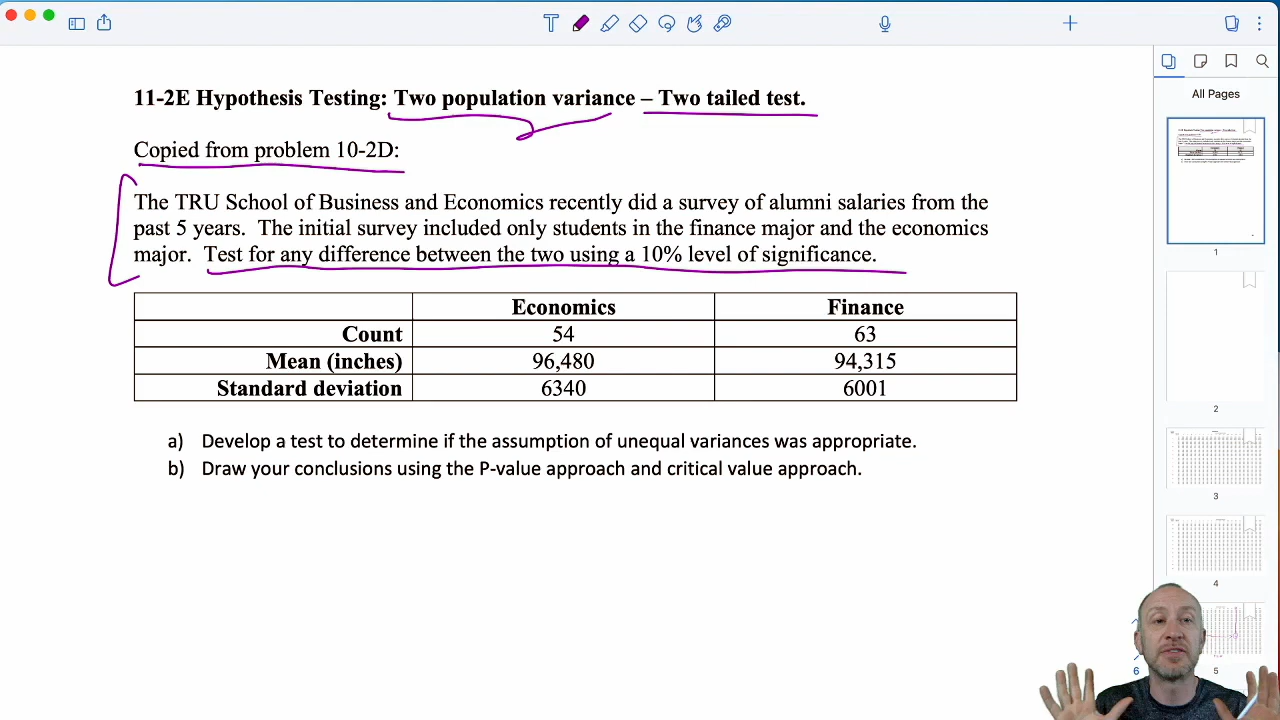 11-2E Hypothesis Testing: Two population variance – Two tailed test.
Copied from problem 10-2D:
The TRU School of Business and Economics recently did a survey of alumni salaries from the
past 5 years. The initial survey included only students in the finance major and the economics
major. Test for any difference between the two using a 10% level of significance.
Economics Finance
Count 54 63
Mean (inches) 96,480 94,315
Standard deviation 6340 6001
a) Develop a test to determine if the assumption of unequal variances was appropriate.
b) Draw your conclusions using the P-value approach and critical value approach.
All Pages
1
2
3
4
5
6